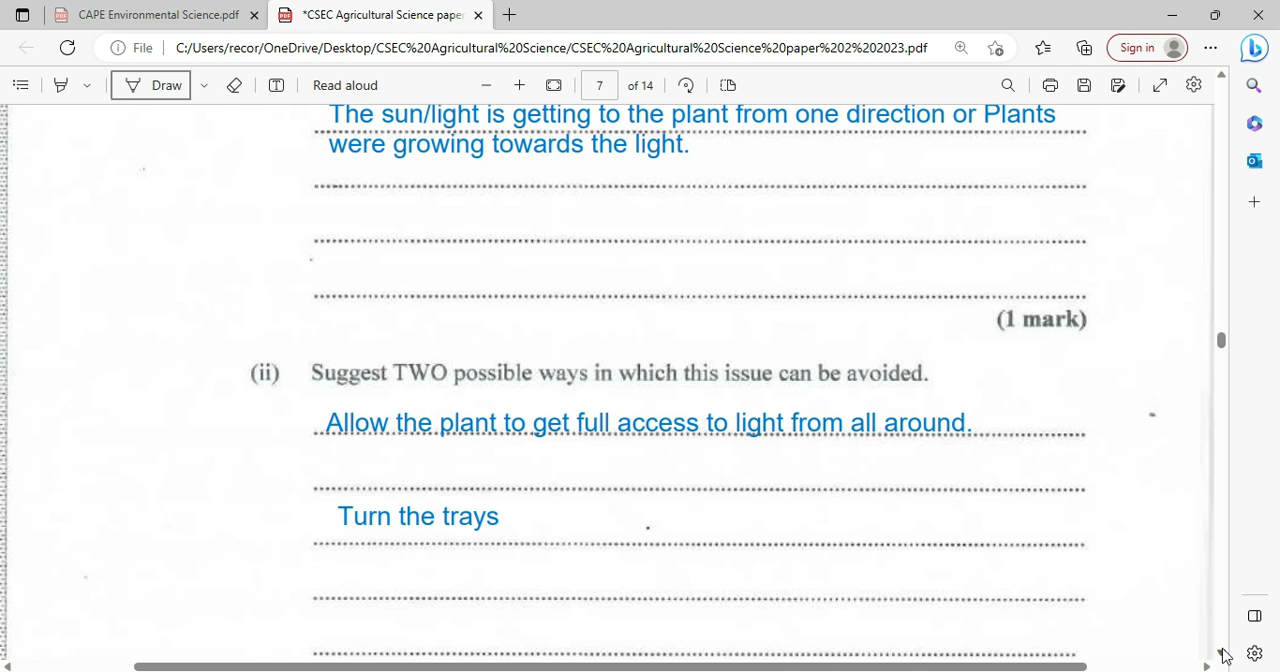 CAPE Environmental Science.pdf
*CSEC Agricultural Science paper
File
C:/Users/recor/OneDrive/Desktop/CSEC%20Agricultural%20Science/CSEC%20Agricultural%20Science%20paper%202%202023.pdf
Sign in
Draw
Read aloud
7 of 14
The sun/light is getting to the plant from one direction or Plants
were growing towards the light.
(1 mark)
(ii) Suggest TWO possible ways in which this issue can be avoided.
Allow the plant to get full access to light from all around.
Turn the trays